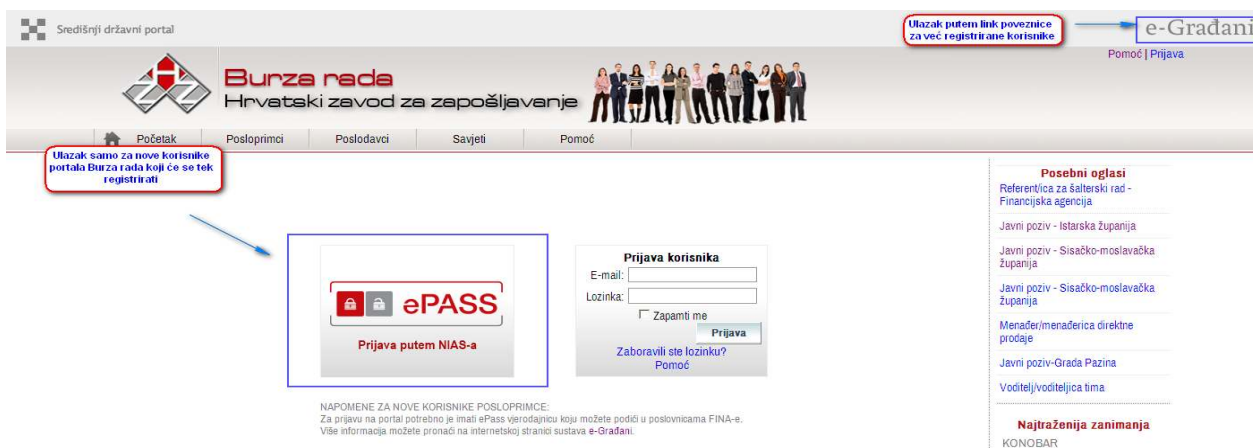 Središnji državni portal
Ulazak putem link poveznice
za već registrirane korisnike
e-Građani
Pomoć | Prijava
Burza rada
Hrvatski zavod za zapošljavanje
Početak Posloprimci Poslodavci Savjeti Pomoć
Ulazak samo za nove korisnike
portala Burza rada koji će se tek
registrirati
ePASS
Prijava putem NIAS-a
Prijava korisnika
E-mail:
Lozinka:
Zapamti me
Prijava
Zaboravili ste lozinku?
Pomoć
NAPOMENE ZA NOVE KORISNIKE POSLOPRIMCE:
Za prijavu na portal potrebno je imati ePass vjerodajnicu koju možete podići u poslovnicama FINA-e.
Više informacija možete pronaći na internetskoj stranici sustava e-Građani.
Posebni oglasi
Referent/ica za šalterski rad -
Financijska agencija
Javni poziv - Istarska županija
Javni poziv - Sisačko-moslavačka
županija
Javni poziv - Sisačko-moslavačka
županija
Menađer/menađerica direktne
prodaje
Javni poziv-Grada Pazina
Voditelj/voditeljica tima
Najtraženija zanimanja
KONOBAR